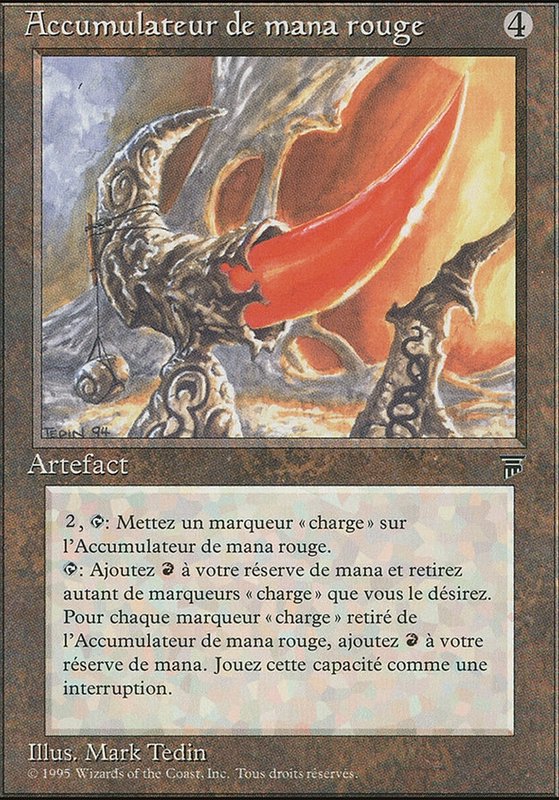 Accumulateur de mana rouge 4
TEDIN 94
Artefact
2, : Mettez un marqueur «charge» sur
l'Accumulateur de mana rouge.
: Ajoutez à votre réserve de mana et retirez
autant de marqueurs «charge» que vous le désirez.
Pour chaque marqueur «charge» retiré de
l'Accumulateur de mana rouge, ajoutez à votre
réserve de mana. Jouez cette capacité comme une
interruption.
Illus. Mark Tedin
© 1995 Wizards of the Coast, Inc. Tous droits réservés.